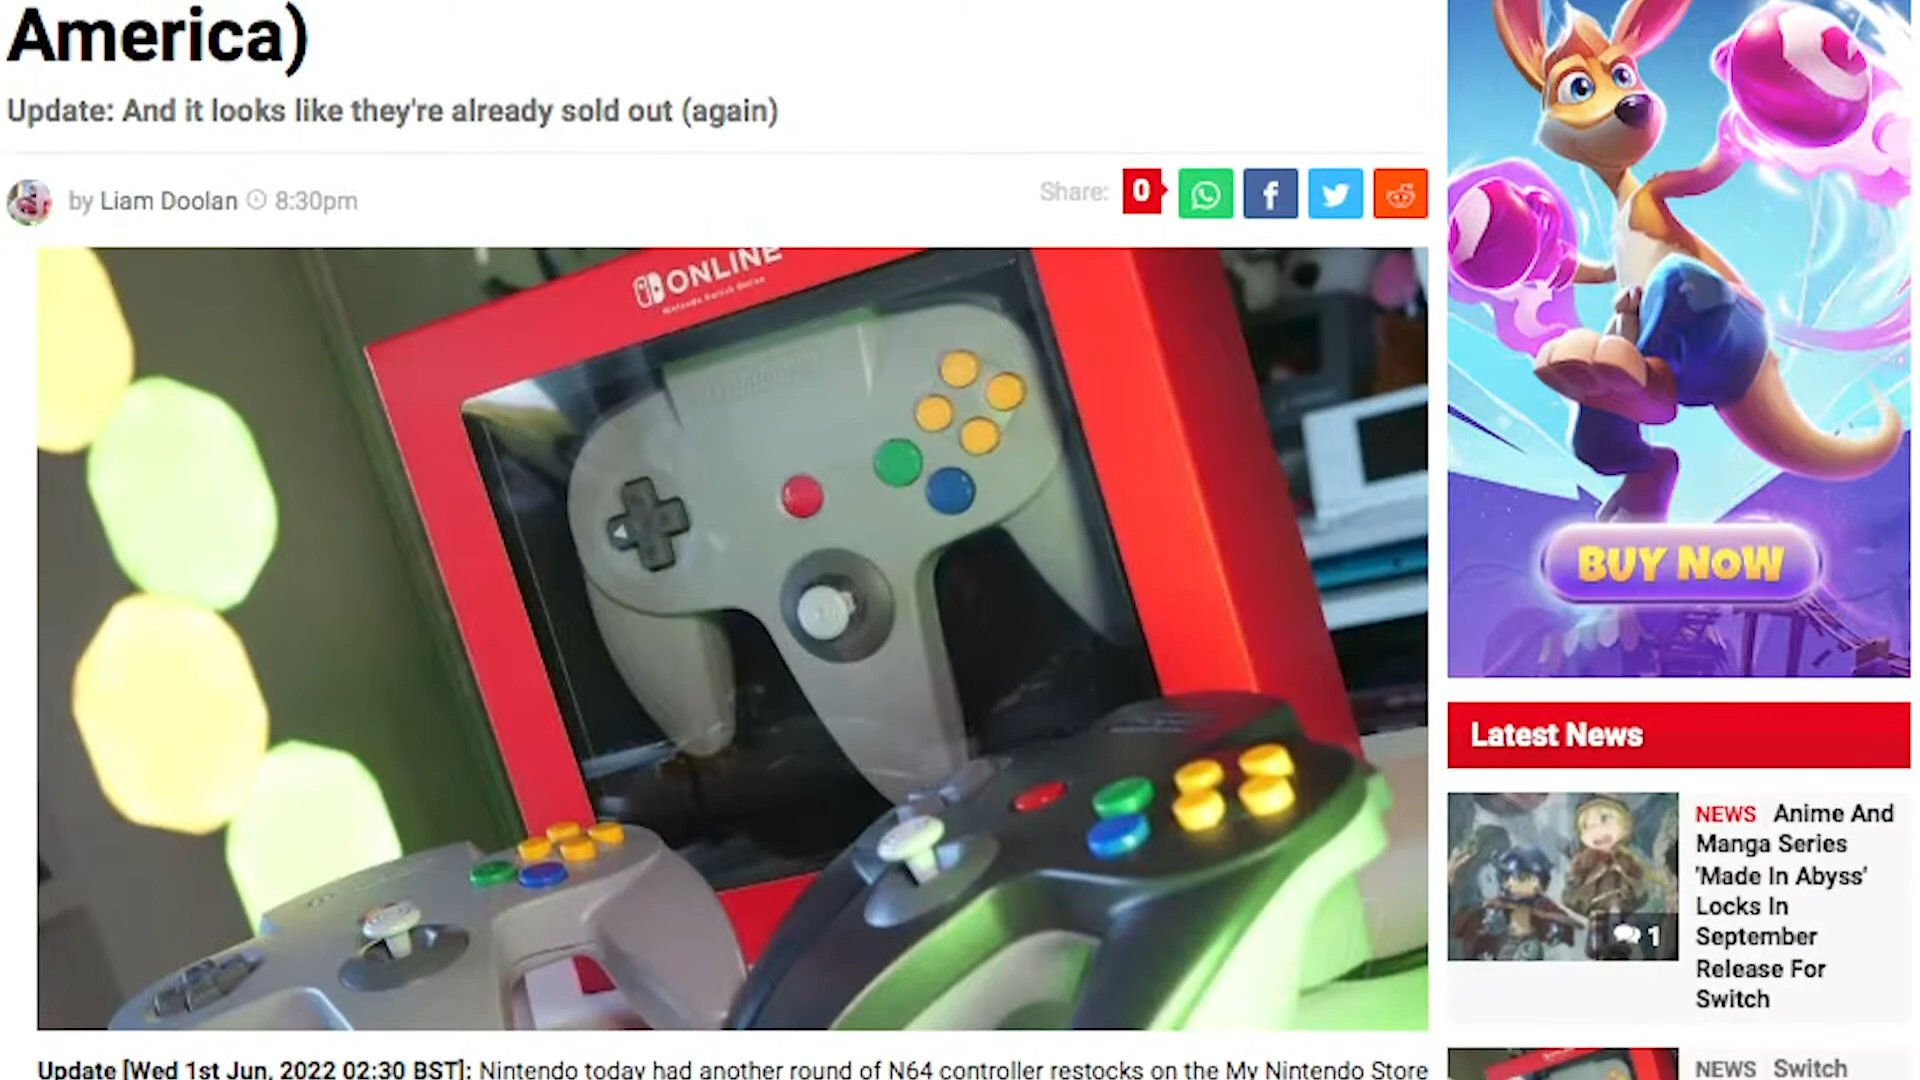 America)
Update: And it looks like they're already sold out (again)
by Liam Doolan 8:30pm
Share: 0
ONLINE
Nintendo Switch Online
Update [Wed 1st Jun, 2022 02:30 BST]: Nintendo today had another round of N64 controller restocks on the My Nintendo Store
BUY NOW
Latest News
NEWS Anime And
Manga Series
'Made In Abyss'
Locks In
September
Release For
Switch
1
NEWS Switch